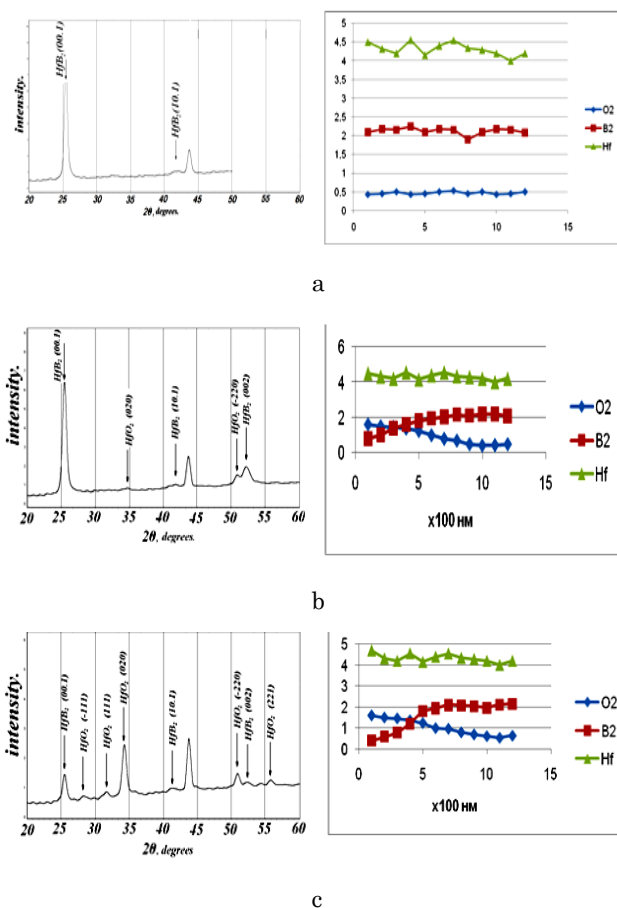 intensity.
HfB₂ (00.1)
HfB₂ (10.1)
20 25 30 35 40 45 50 55 60
2θ, degrees.
5
4.5
4
3.5
3
2.5
2
1.5
1
0.5
0
0 5 10 15
O2
B2
Hf
a
intensity.
HfB₂ (00.1)
HfO₂ (020)
HfB₂ (10.1)
HfO₂ (-220)
HfB₂ (002)
20 25 30 35 40 45 50 55 60
2θ, degrees.
6
4
2
0
0 5 10 15
x100 нм
O2
B2
Hf
b
intensity.
HfB₂ (00.1)
HfO₂ (-111)
HfO₂ (111)
HfO₂ (020)
HfB₂ (10.1)
HfO₂ (-220)
HfB₂ (002)
HfO₂ (221)
20 25 30 35 40 45 50 55 60
2θ, degrees
5
4
3
2
1
0
0 5 10 15
x100 нм
O2
B2
Hf
c